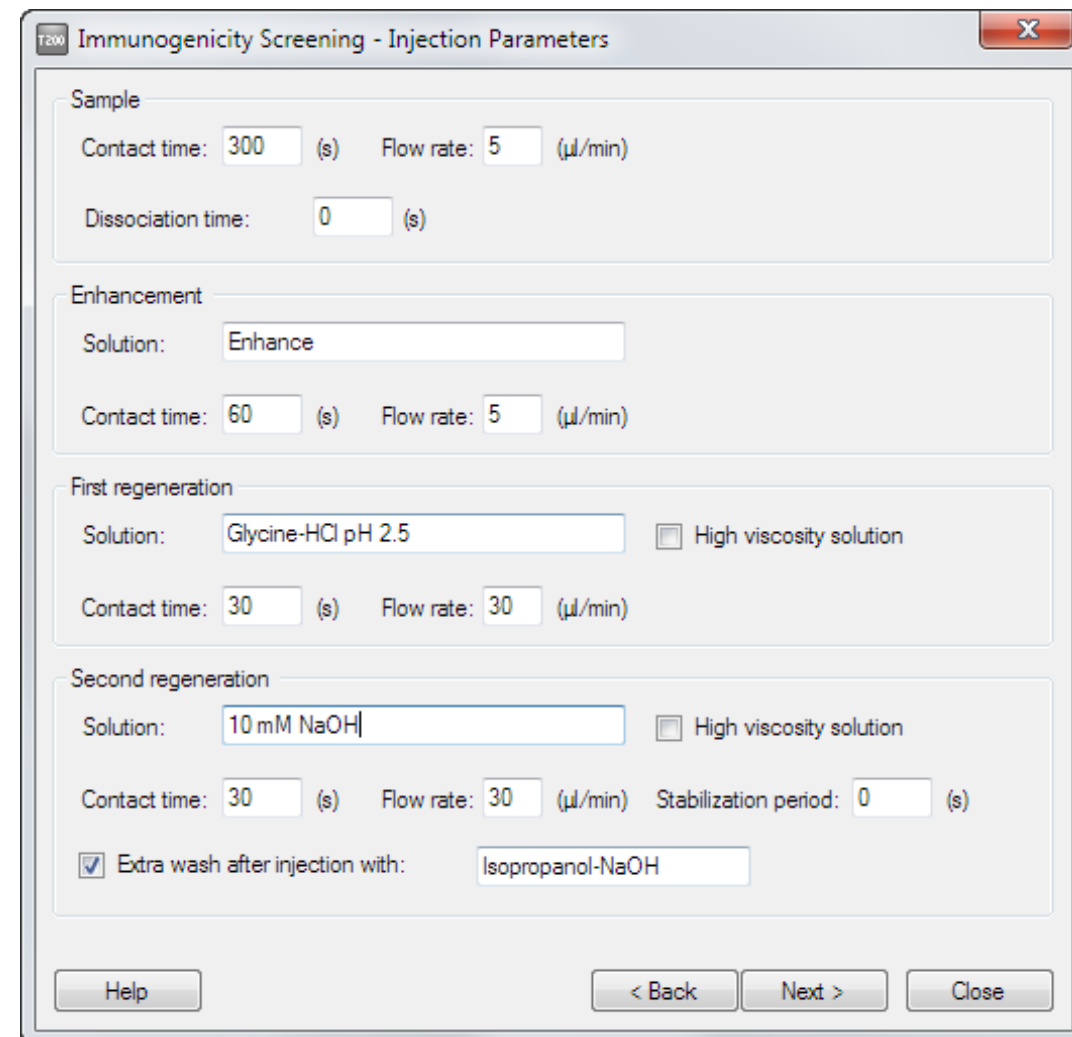 T200 Immunogenicity Screening - Injection Parameters
Sample
Contact time: 300 (s) Flow rate: 5 (µl/min)
Dissociation time: 0 (s)
Enhancement
Solution: Enhance
Contact time: 60 (s) Flow rate: 5 (µl/min)
First regeneration
Solution: Glycine-HCl pH 2.5 High viscosity solution
Contact time: 30 (s) Flow rate: 30 (µl/min)
Second regeneration
Solution: 10 mM NaOH High viscosity solution
Contact time: 30 (s) Flow rate: 30 (µl/min) Stabilization period: 0 (s)
Extra wash after injection with: Isopropanol-NaOH
Help < Back Next > Close